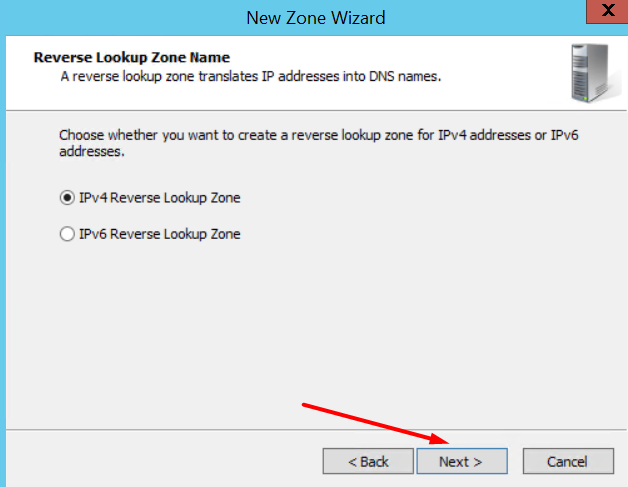 New Zone Wizard
X
Reverse Lookup Zone Name
A reverse lookup zone translates IP addresses into DNS names.
Choose whether you want to create a reverse lookup zone for IPv4 addresses or IPv6
addresses.
IPv4 Reverse Lookup Zone
IPv6 Reverse Lookup Zone
< Back
Next >
Cancel